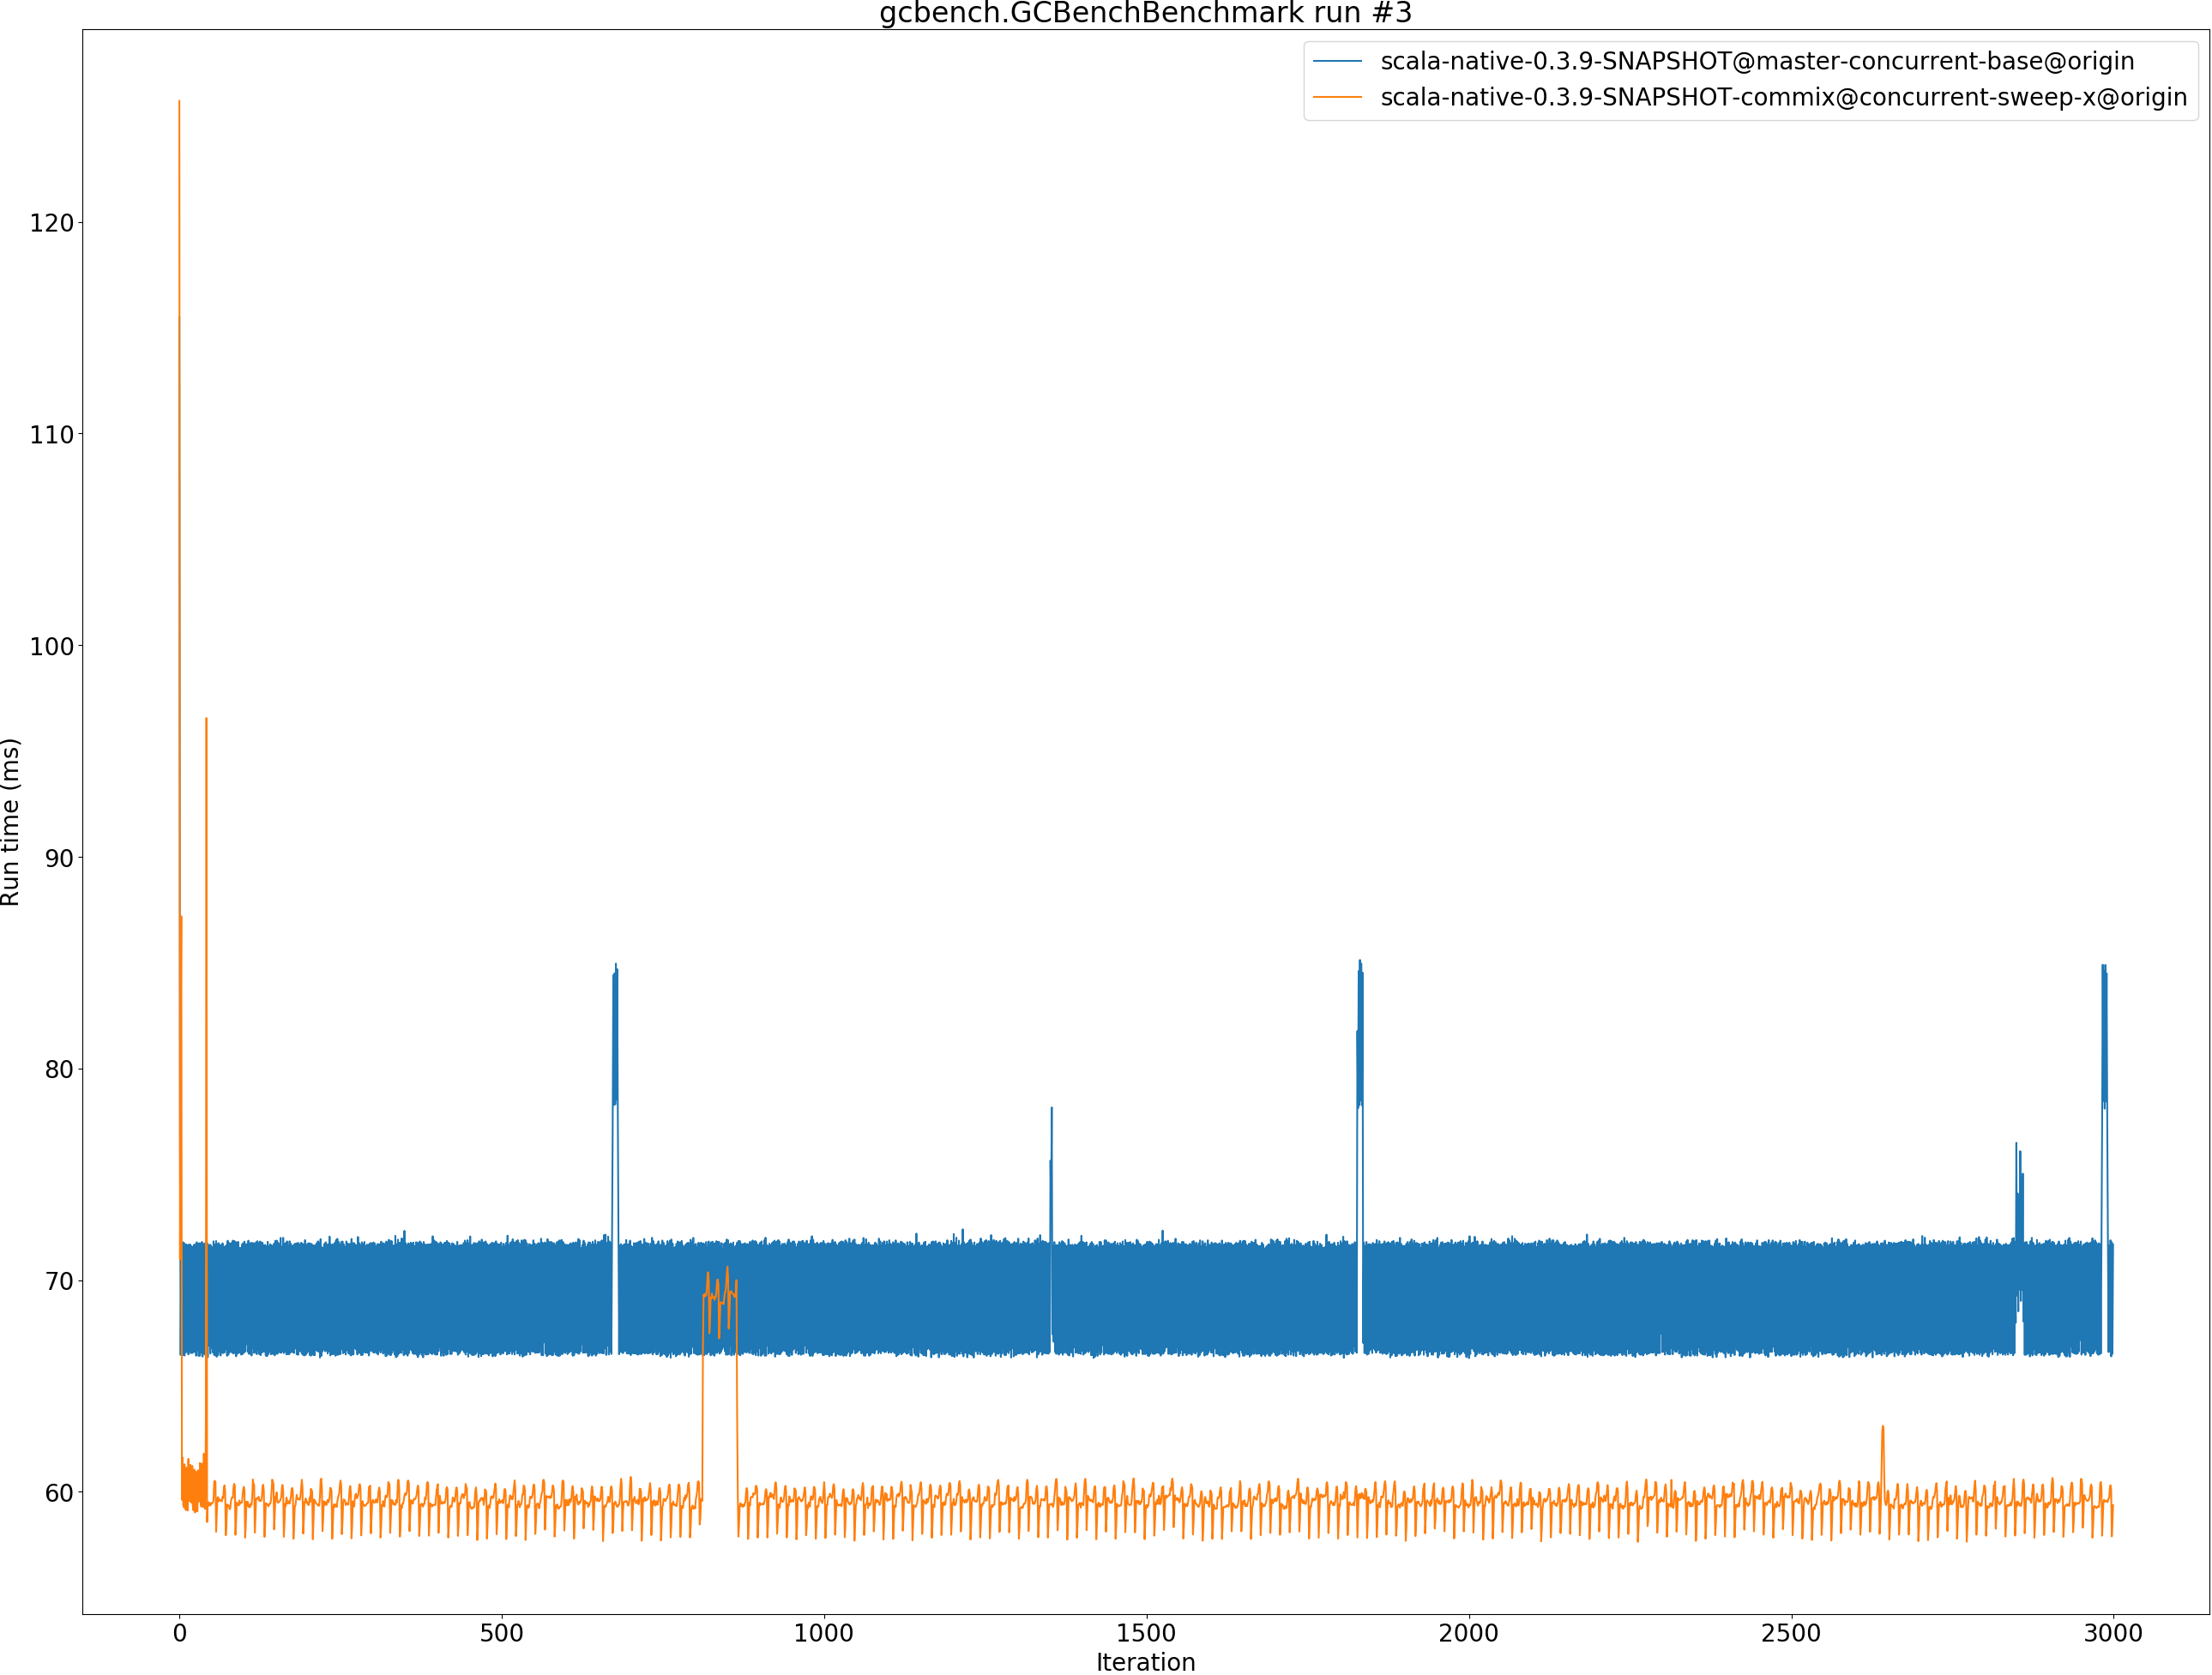 gcbench.GCBenchBenchmark run #3
scala-native-0.3.9-SNAPSHOT@master-concurrent-base@origin
scala-native-0.3.9-SNAPSHOT-commix@concurrent-sweep-x@origin
Run time (ms)
120
110
100
90
80
70
60
0 500 1000 1500 2000 2500 3000
Iteration